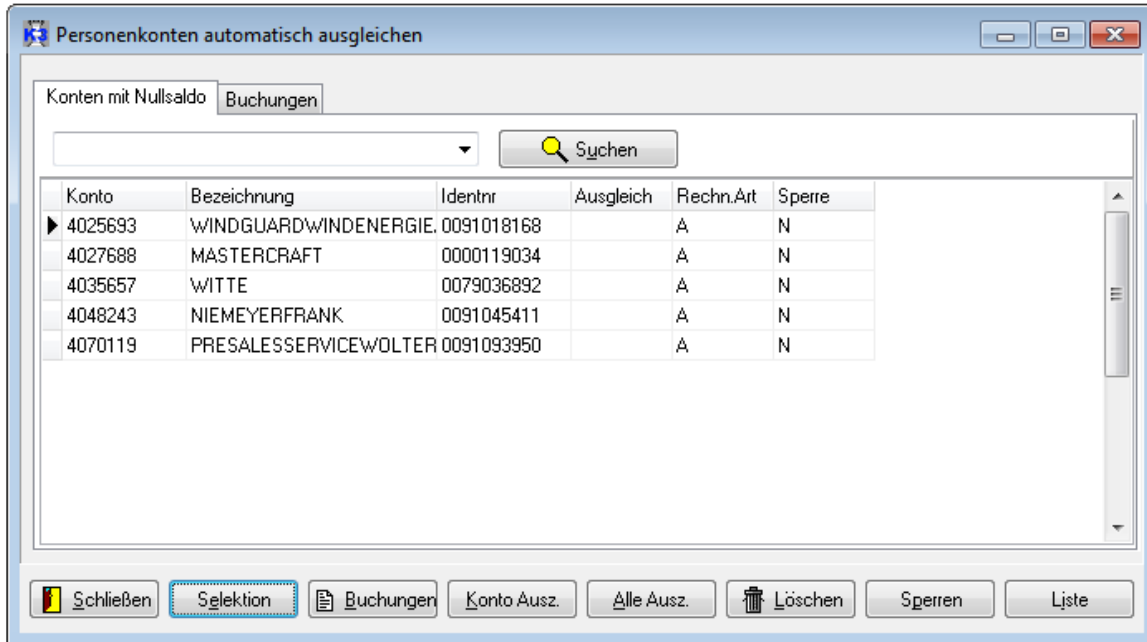 K3 Personenkonten automatisch ausgleichen
Konten mit Nullsaldo Buchungen
Suchen
Konto Bezeichnung Identnr Ausgleich Rechn.Art Sperre
4025693 WINDGUARDWINDENERGIE. 0091018168 A N
4027688 MASTERCRAFT 0000119034 A N
4035657 WITTE 0079036892 A N
4048243 NIEMEYERFRANK 0091045411 A N
4070119 PRESALESSERVICEWOLTER 0091093950 A N
Schließen Selektion Buchungen Konto Ausz. Alle Ausz. Löschen Sperren Liste